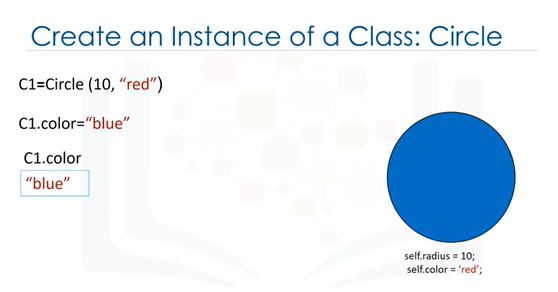 Create an Instance of a Class: Circle
C1=Circle (10, “red”)
C1.color=“blue”
C1.color
“blue”
self.radius = 10;
self.color = ‘red’;